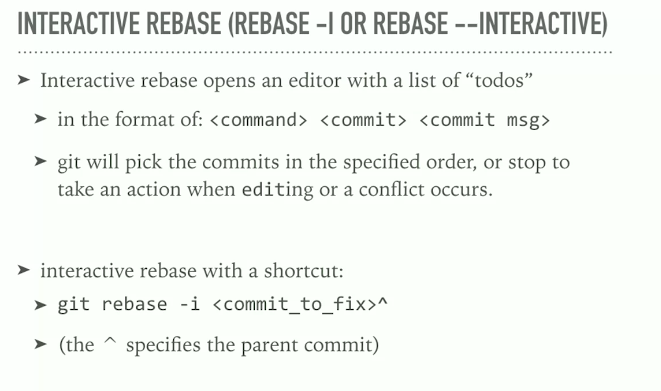 INTERACTIVE REBASE (REBASE -I OR REBASE --INTERACTIVE)
➤ Interactive rebase opens an editor with a list of “todos”
➤ in the format of: <command> <commit> <commit msg>
➤ git will pick the commits in the specified order, or stop to
take an action when editing or a conflict occurs.
➤ interactive rebase with a shortcut:
➤ git rebase -i <commit_to_fix>^
➤ (the ^ specifies the parent commit)